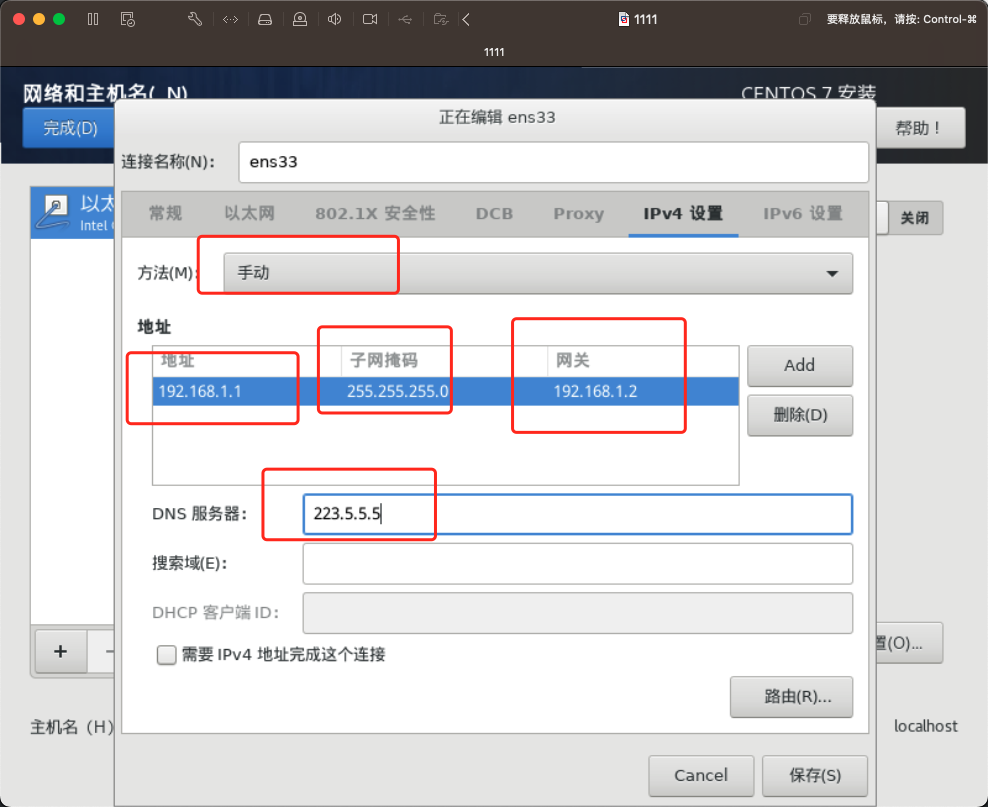 1111
要释放鼠标，请按: Control-⌘
1111
网络和主机名(_N)
CENTOS 7 安装
完成(D)
帮助！
正在编辑 ens33
连接名称(N):
ens33
以太
Intel
关闭
常规
以太网
802.1X 安全性
DCB
Proxy
IPv4 设置
IPv6 设置
方法(M):
手动
地址
地址
子网掩码
网关
192.168.1.1
255.255.255.0
192.168.1.2
Add
删除(D)
DNS 服务器:
223.5.5.5
搜索域(E):
DHCP 客户端 ID:
需要 IPv4 地址完成这个连接
置(O)...
路由(R)...
主机名（H）
localhost
Cancel
保存(S)